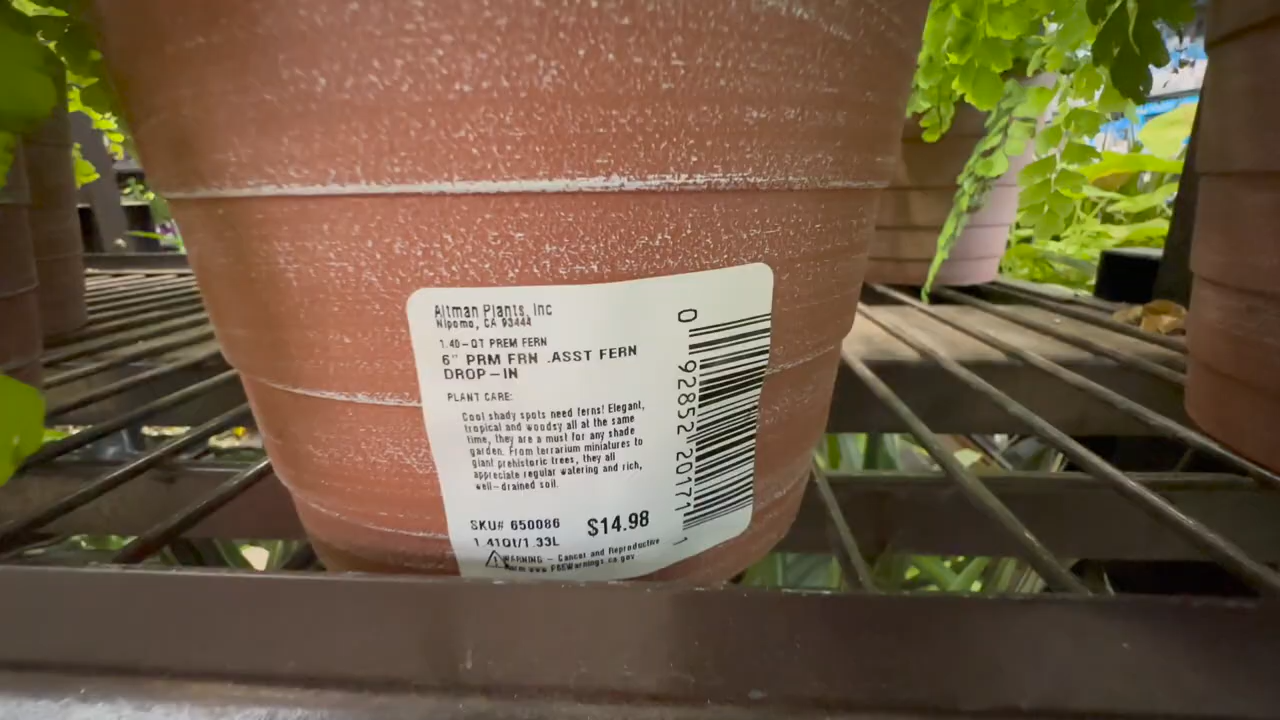 Altman Plants, Inc
Nipomo, CA 93444
1.40-QT PREM FERN
6" PRM FRN .ASST FERN
DROP-IN
PLANT CARE:
Cool shady spots need ferns! Elegant,
tropical and woodsy all at the same
time, they are a must for any shade
garden. From terrarium miniatures to
giant prehistoric trees, they all
appreciate regular watering and rich,
well-drained soil.
SKU# 650086
$14.98
1.41Qt/1.33L
WARNING - Cancer and Reproductive
Harm www.P65Warnings.ca.gov
0 92852 20171 1